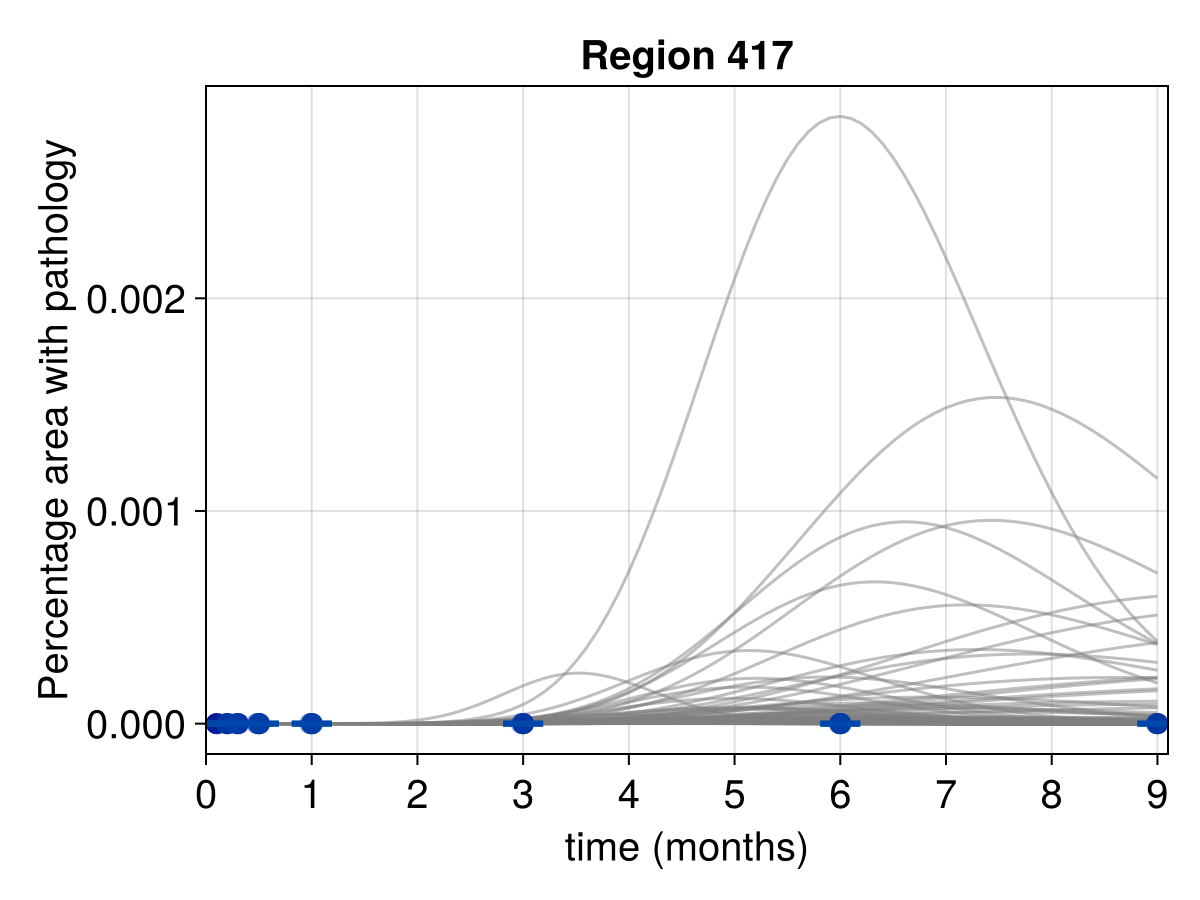 Region 417
Percentage area with pathology
0.002
0.001
0.000
0 1 2 3 4 5 6 7 8 9
time (months)